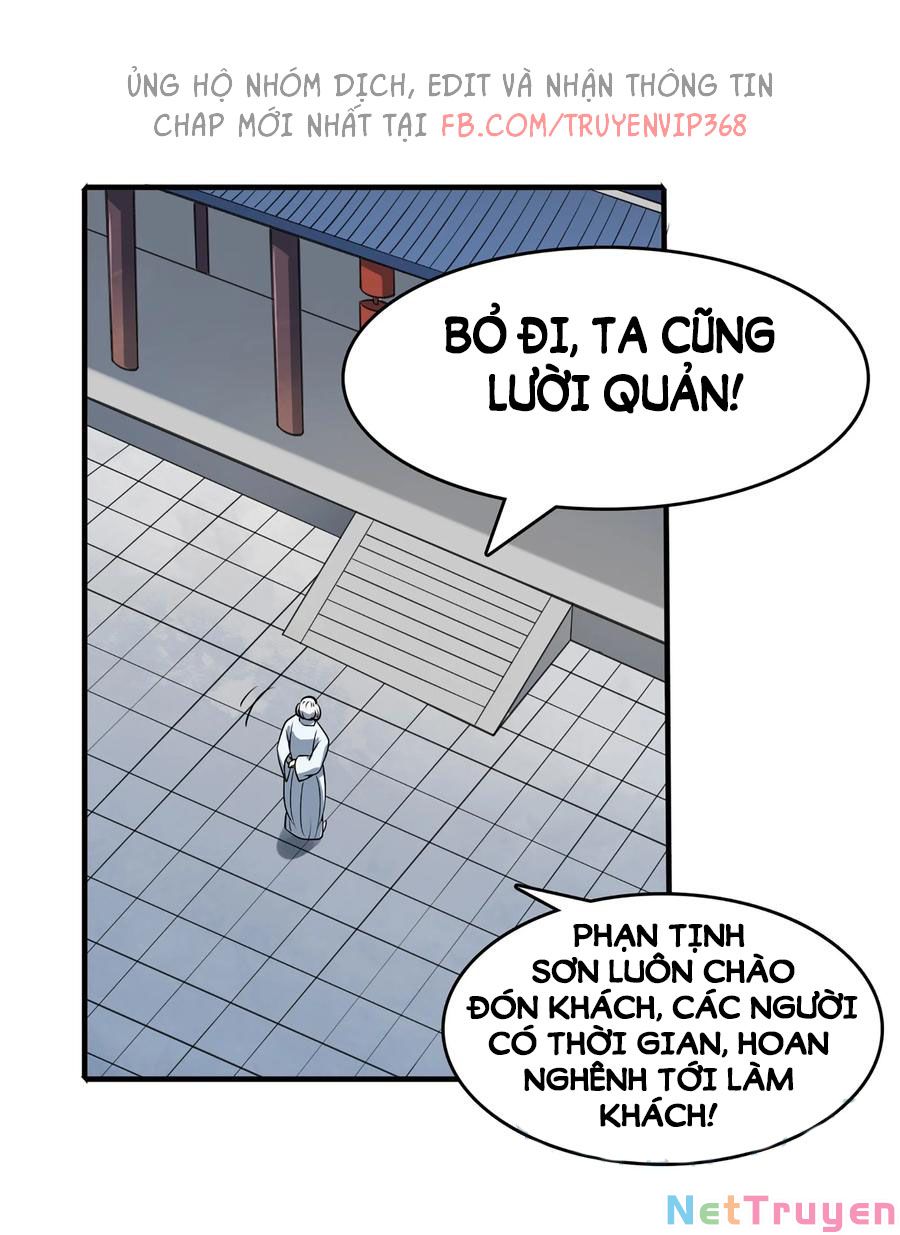 ỦNG HỘ NHÓM DỊCH, EDIT VÀ NHẬN THÔNG TIN
CHAP MỚI NHẤT TẠI FB.COM/TRUYENVIP368
BỎ ĐI, TA CŨNG
LƯỜI QUẢN!
PHẠN TỊNH
SƠN LUÔN CHÀO
ĐÓN KHÁCH, CÁC NGƯỜI
CÓ THỜI GIAN, HOAN
NGHÊNH TỚI LÀM
KHÁCH!
NetTruyen